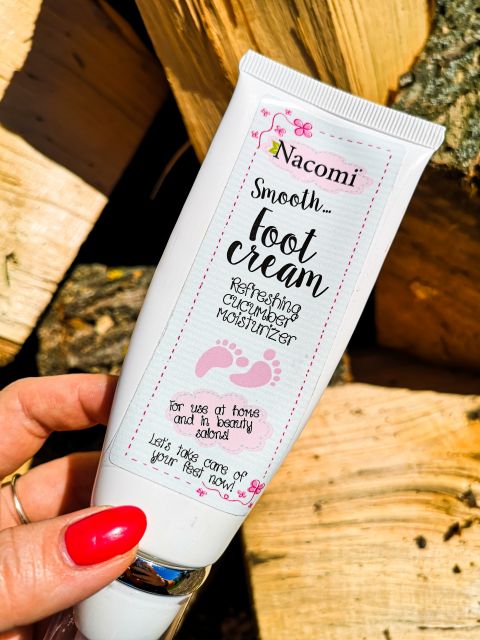 Nacomi
Smooth...
Foot
cream
Refreshing
cucumber
moisturizer
For use at home
and in beauty
salons!
Let's take care of
your feet now!